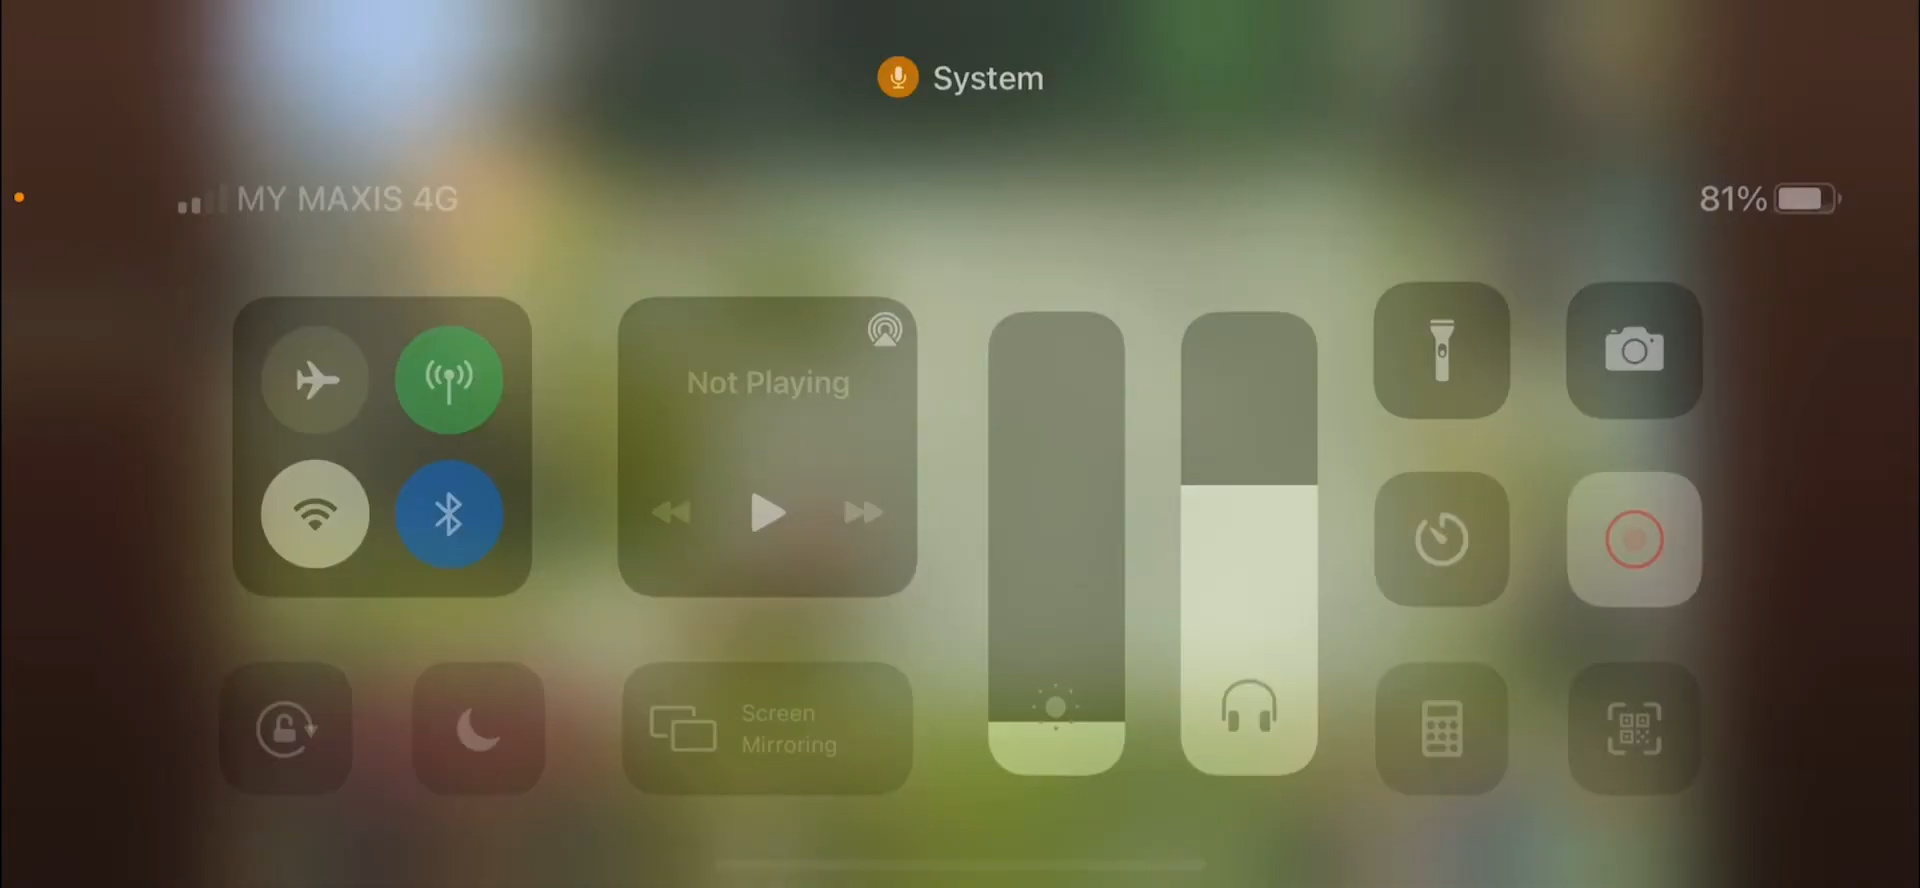 System
MY MAXIS 4G
81%
Not Playing
Screen
Mirroring